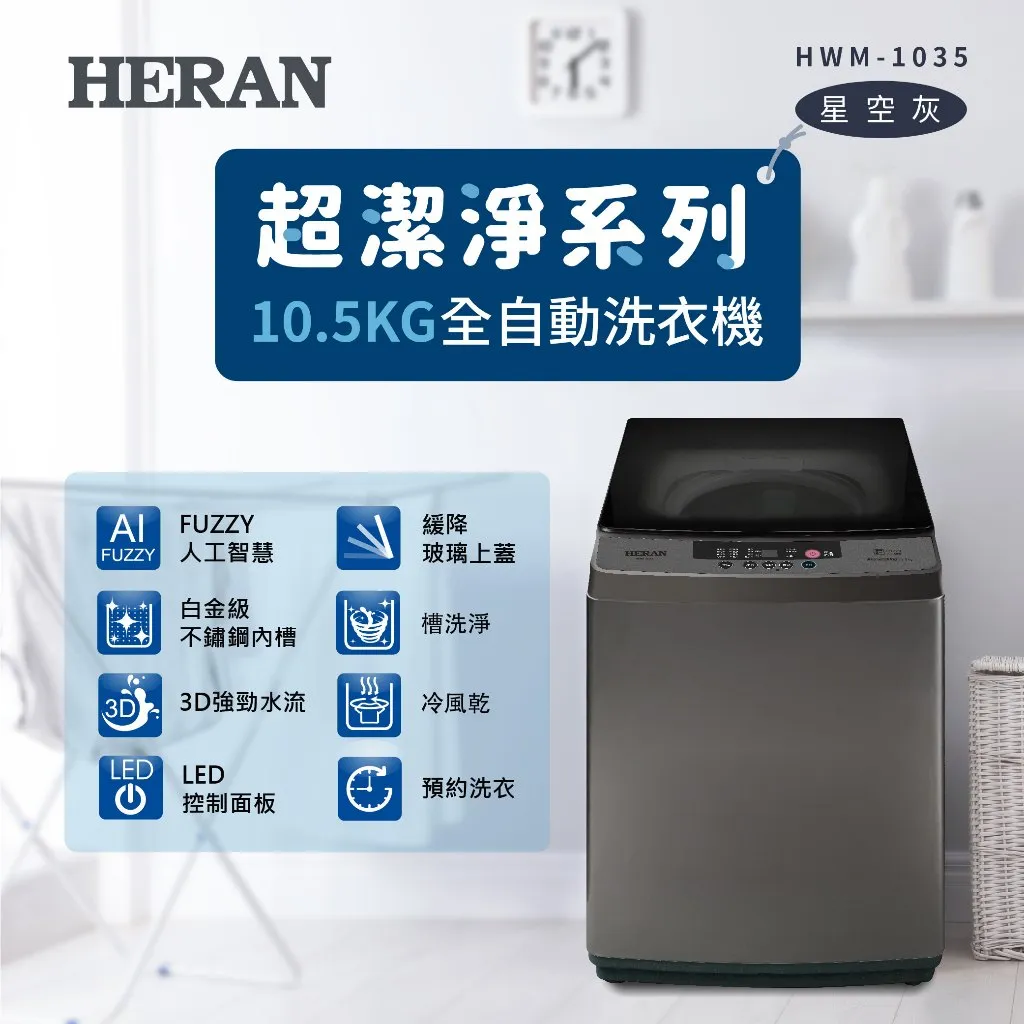 HERAN
HWM-1035
星空灰
超潔淨系列
10.5KG全自動洗衣機
AI
FUZZY
FUZZY
人工智慧
緩降
玻璃上蓋
白金級
不鏽鋼內槽
槽洗淨
3D
3D強勁水流
冷風乾
LED
LED
控制面板
預約洗衣
HERAN